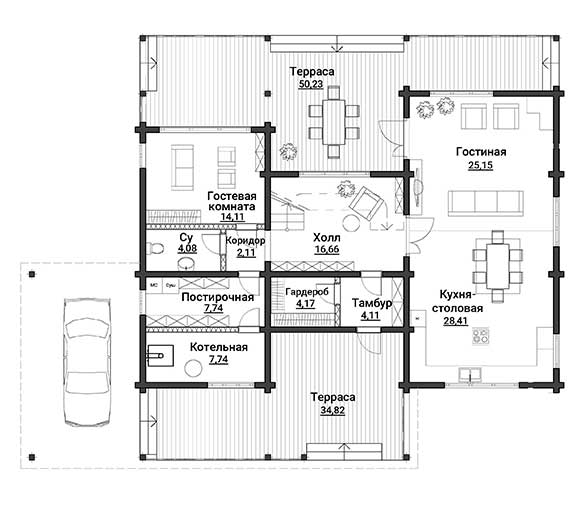 Терраса
50,23
Гостиная
25,15
Гостевая
комната
14,11
Су
4,08
Коридор
2,11
Холл
16,66
МС
Суш
Постирочная
7,74
Гардероб
4,17
Тамбур
4,11
Кухня-
столовая
28,41
Котельная
7,74
Терраса
34,82